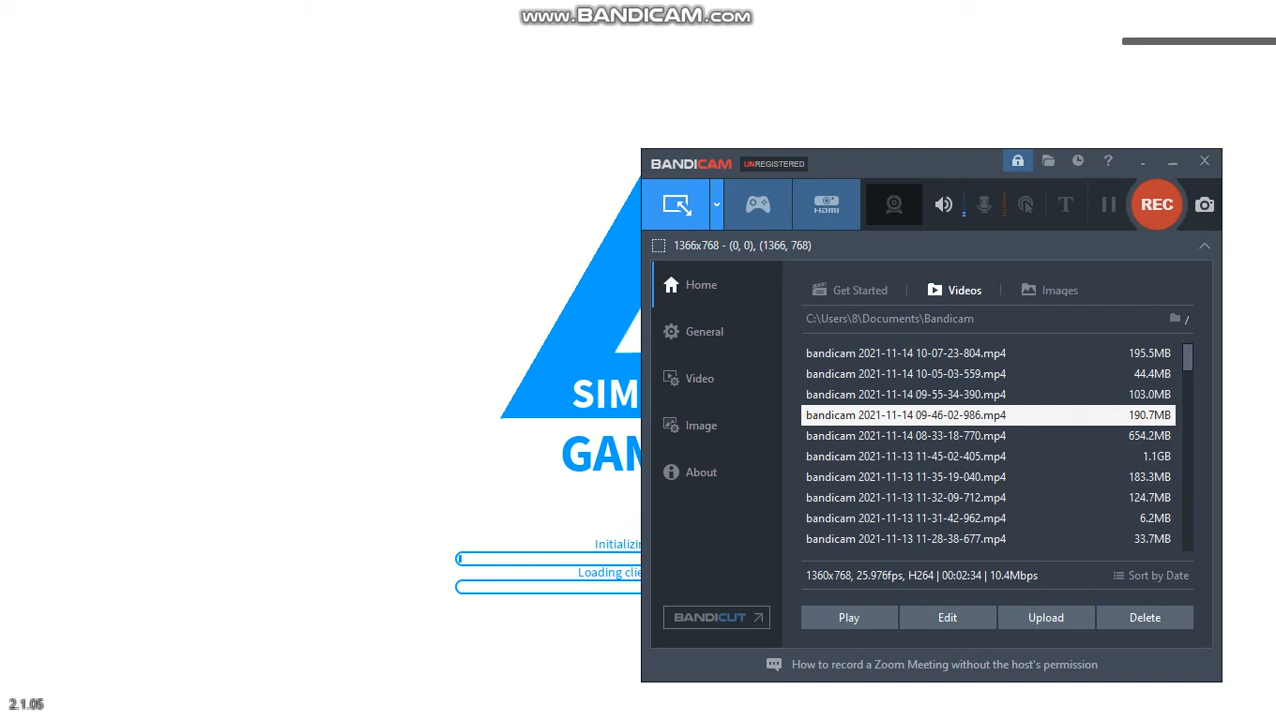 www.BANDICAM.com
BANDICAM UNREGISTERED
HDMI
T
REC
1366x768 - (0, 0), (1366, 768)
Home
General
Video
Image
About
BANDICUT
Get Started
Videos
Images
C:\Users\8\Documents\Bandicam
/
bandicam 2021-11-14 10-07-23-804.mp4 195.5MB
bandicam 2021-11-14 10-05-03-559.mp4 44.4MB
bandicam 2021-11-14 09-55-34-390.mp4 103.0MB
bandicam 2021-11-14 09-46-02-986.mp4 190.7MB
bandicam 2021-11-14 08-33-18-770.mp4 654.2MB
bandicam 2021-11-13 11-45-02-405.mp4 1.1GB
bandicam 2021-11-13 11-35-19-040.mp4 183.3MB
bandicam 2021-11-13 11-32-09-712.mp4 124.7MB
bandicam 2021-11-13 11-31-42-962.mp4 6.2MB
bandicam 2021-11-13 11-28-38-677.mp4 33.7MB
1360x768, 25.976fps, H264 | 00:02:34 | 10.4Mbps
Sort by Date
Play Edit Upload Delete
How to record a Zoom Meeting without the host's permission
SIM
GAM
Initializin
Loading clie
2.1.05